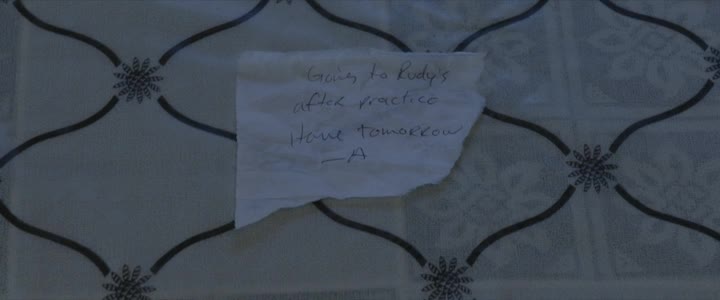 Going to Rudy's
after practice
Home tomorrow
—A